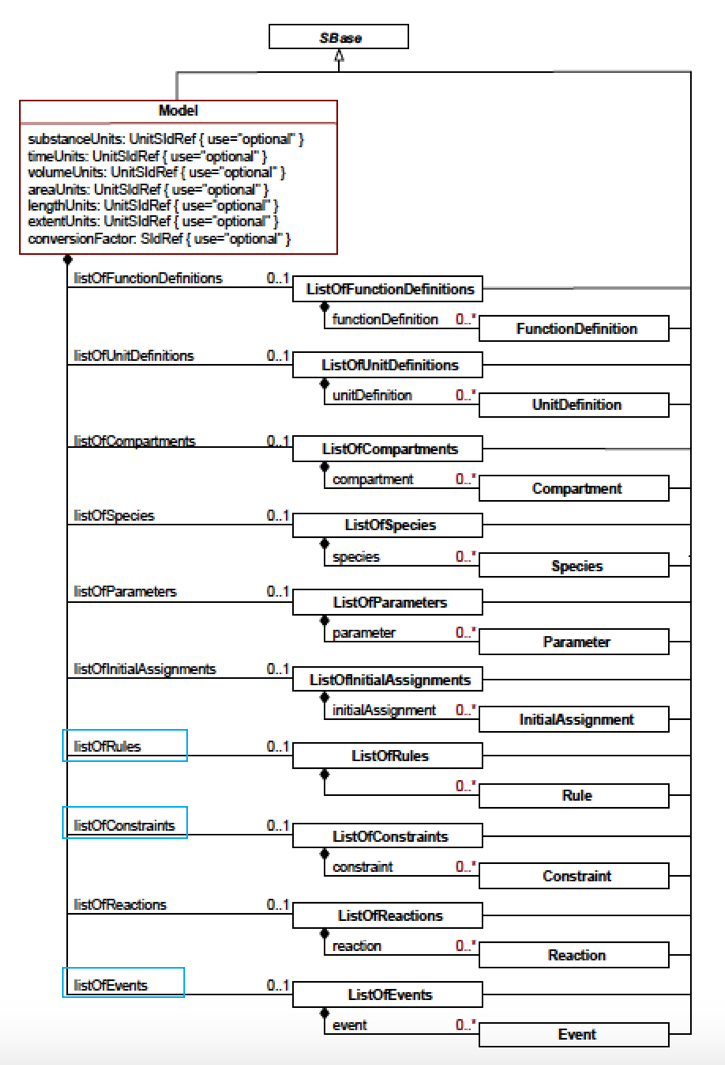 SBase
Model
substanceUnits: UnitSIdRef { use="optional" }
timeUnits: UnitSIdRef { use="optional" }
volumeUnits: UnitSIdRef { use="optional" }
areaUnits: UnitSIdRef { use="optional" }
lengthUnits: UnitSIdRef { use="optional" }
extentUnits: UnitSIdRef { use="optional" }
conversionFactor: SIdRef { use="optional" }
listOfFunctionDefinitions 0..1
ListOfFunctionDefinitions
functionDefinition 0..*
FunctionDefinition
listOfUnitDefinitions 0..1
ListOfUnitDefinitions
unitDefinition 0..*
UnitDefinition
listOfCompartments 0..1
ListOfCompartments
compartment 0..*
Compartment
listOfSpecies 0..1
ListOfSpecies
species 0..*
Species
listOfParameters 0..1
ListOfParameters
parameter 0..*
Parameter
listOfInitialAssignments 0..1
ListOfInitialAssignments
initialAssignment 0..*
InitialAssignment
listOfRules 0..1
ListOfRules
0..*
Rule
listOfConstraints 0..1
ListOfConstraints
constraint 0..*
Constraint
listOfReactions 0..1
ListOfReactions
reaction 0..*
Reaction
listOfEvents 0..1
ListOfEvents
event 0..*
Event